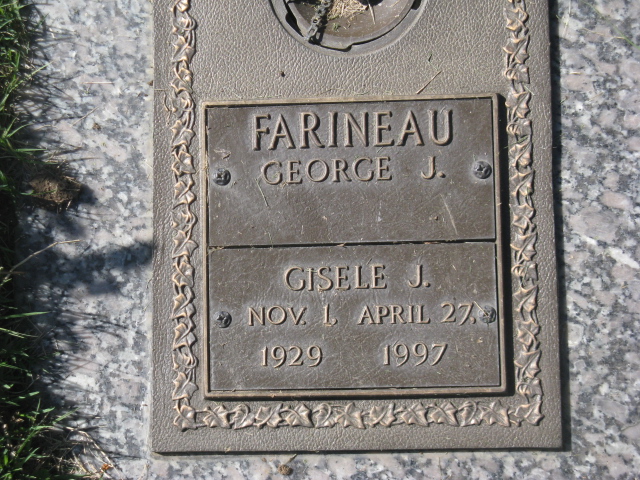 FARINEAU
GEORGE J.
GISELE J.
NOV. 1, APRIL 27,
1929 1997